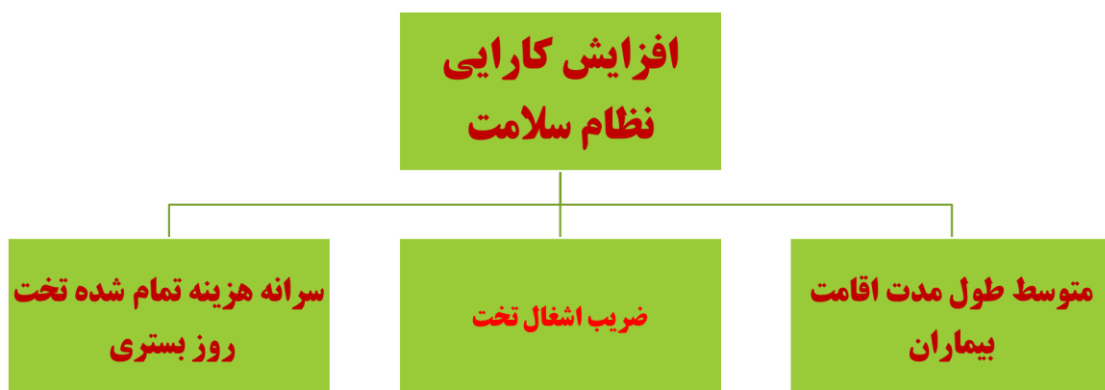 افزایش کارایی
نظام سلامت
متوسط طول مدت اقامت
بیماران
ضریب اشغال تخت
سرانه هزینه تمام شده تخت
روز بستری